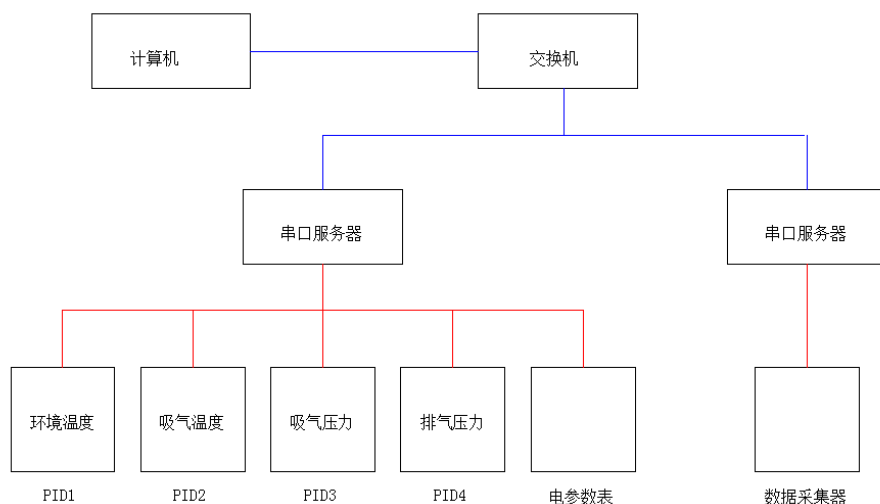 计算机
交换机
串口服务器
串口服务器
环境温度
吸气温度
吸气压力
排气压力
PID1
PID2
PID3
PID4
电参数表
数据采集器